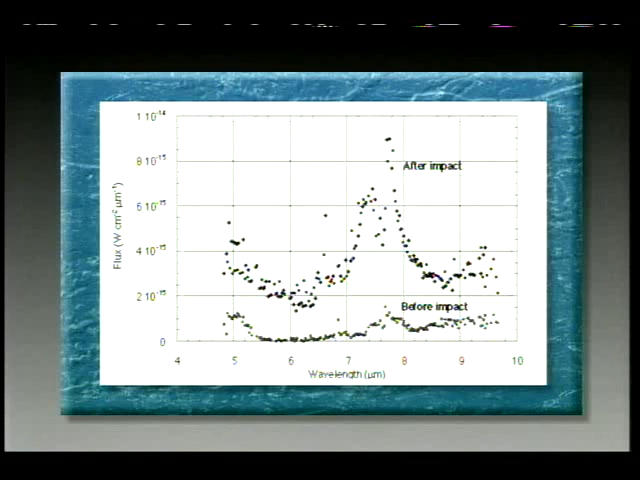 1 10-14
8 10-15
After impact
6 10-15
Flux (W cm-2 μm-1)
4 10-15
2 10-15
Before impact
0
4 5 6 7 8 9 10
Wavelength (μm)